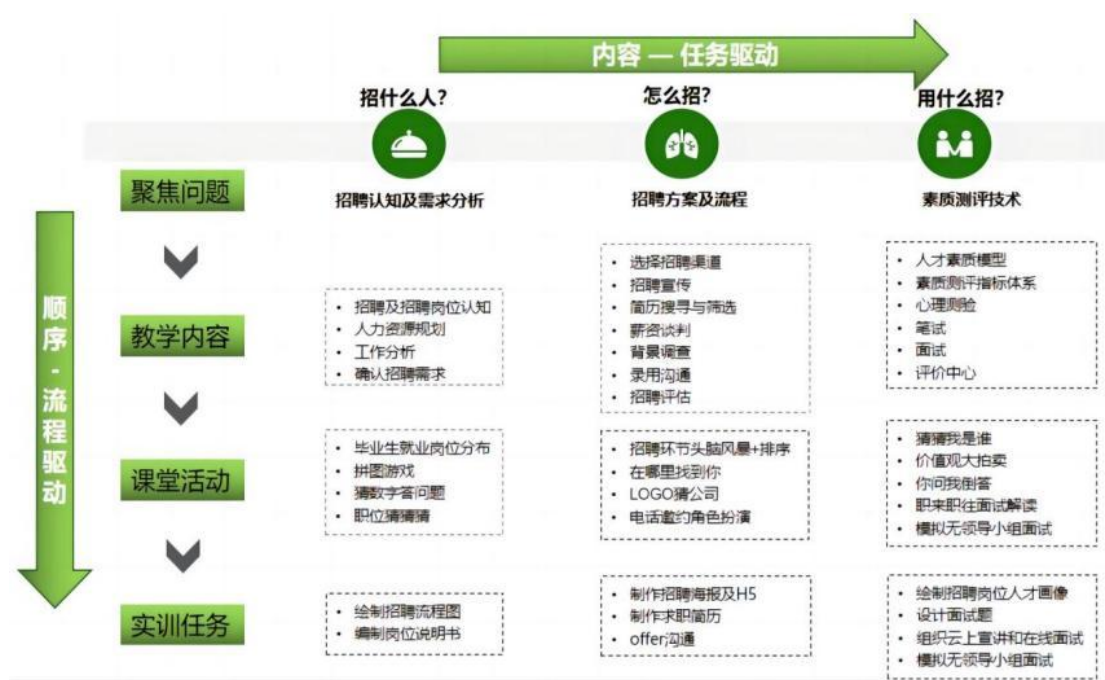 内容 — 任务驱动
招什么人?
怎么招?
用什么招?
招聘认知及需求分析
招聘方案及流程
素质测评技术
顺序-流程驱动
聚焦问题
教学内容
• 招聘及招聘岗位认知
• 人力资源规划
• 工作分析
• 确认招聘需求
• 选择招聘渠道
• 招聘宣传
• 简历搜寻与筛选
• 薪资谈判
• 背景调查
• 录用沟通
• 招聘评估
• 人才素质模型
• 素质测评指标体系
• 心理测验
• 笔试
• 面试
• 评价中心
课堂活动
• 毕业生就业岗位分布
• 拼图游戏
• 猜数字答问题
• 职位猜猜猜
• 招聘环节头脑风暴+排序
• 在哪里找到你
• LOGO猜公司
• 电话邀约角色扮演
• 猜猜我是谁
• 价值观大拍卖
• 你问我倒答
• 职来职往面试解读
• 模拟无领导小组面试
实训任务
• 绘制招聘流程图
• 编制岗位说明书
• 制作招聘海报及H5
• 制作求职简历
• offer沟通
• 绘制招聘岗位人才画像
• 设计面试题
• 组织云上宣讲和在线面试
• 模拟无领导小组面试